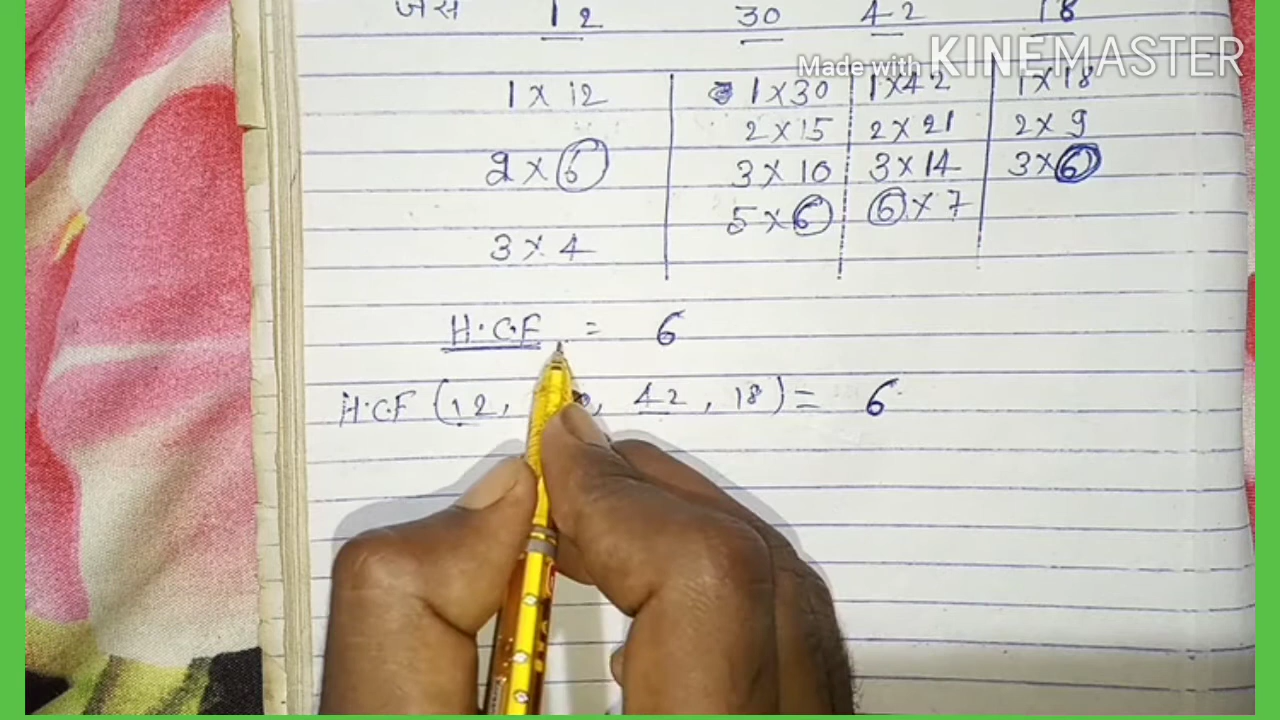 जैसे 12 30 42 18
Made with KINEMASTER
1 x 12 1 x 30 1 x 42 1 x 18
2 x 15 2 x 21 2 x 9
2 x 6 3 x 10 3 x 14 3 x 6
5 x 6 6 x 7
3 x 4
H.C.F = 6
H.C.F (12, , 42, 18) = 6